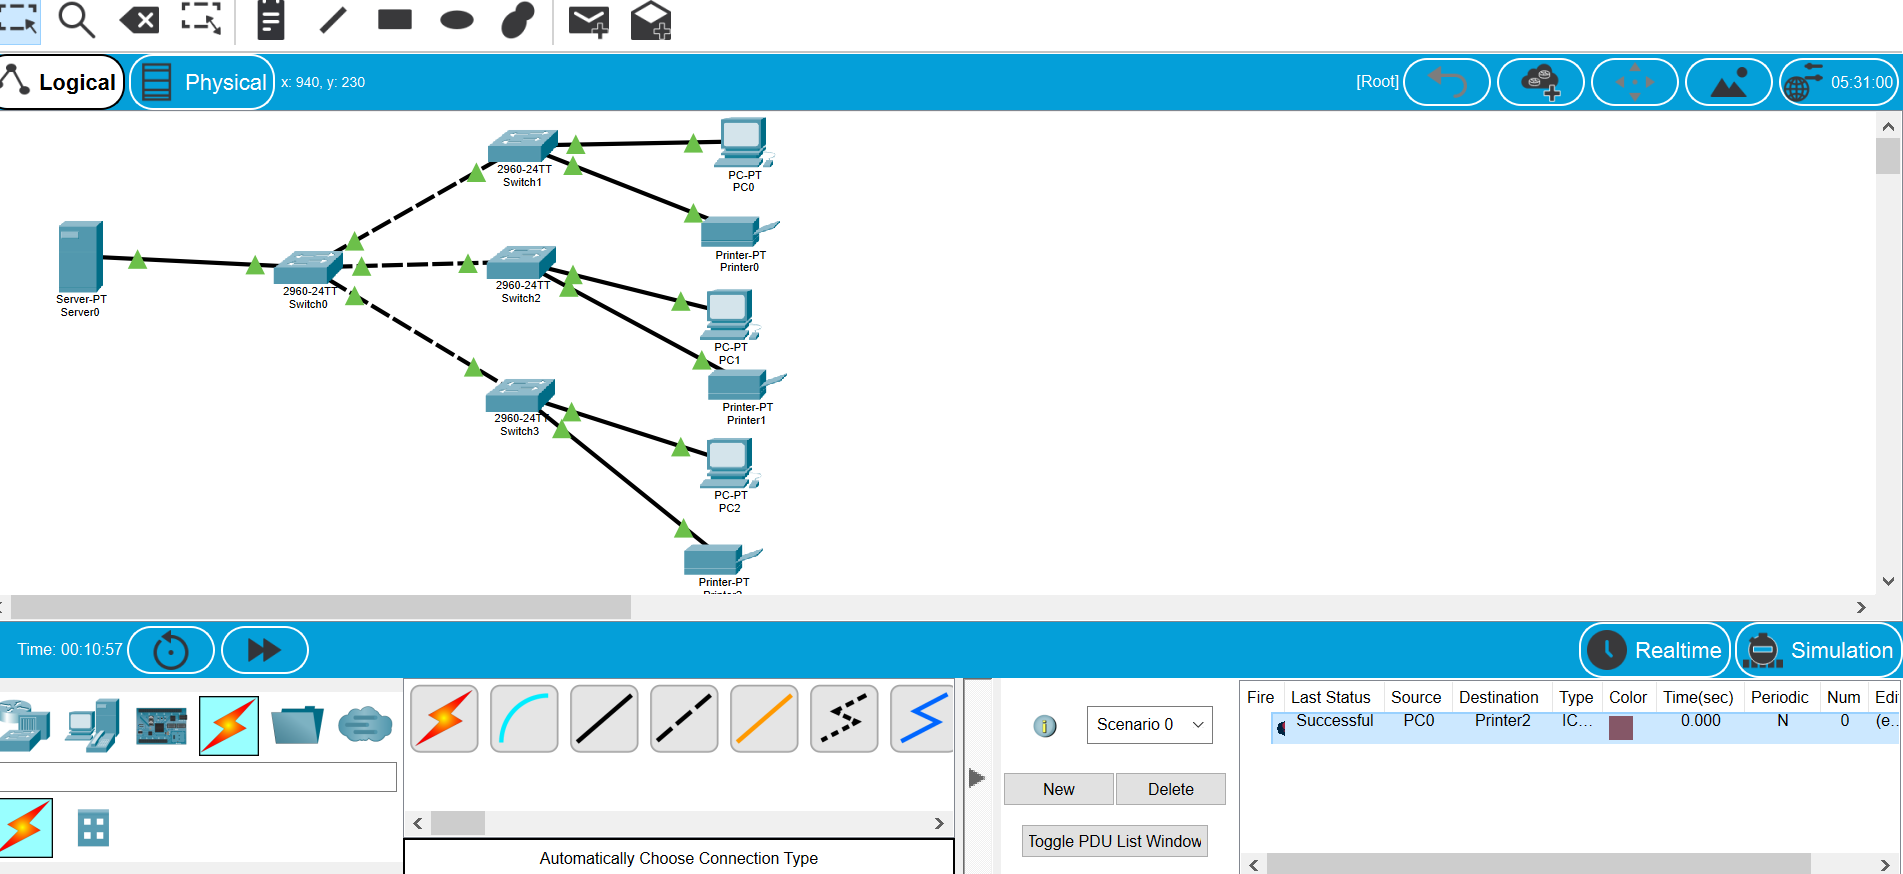 Logical
Physical
x: 940, y: 230
[Root]
05:31:00
2960-24TT
Switch1
PC-PT
PC0
Printer-PT
Printer0
Server-PT
Server0
2960-24TT
Switch0
2960-24TT
Switch2
PC-PT
PC1
Printer-PT
Printer1
2960-24TT
Switch3
PC-PT
PC2
Printer-PT
Printer2
Time: 00:10:57
Realtime
Simulation
Scenario 0
New
Delete
Toggle PDU List Window
Automatically Choose Connection Type
Fire Last Status Source Destination Type Color Time(sec) Periodic Num Edi
Successful PC0 Printer2 IC... 0.000 N 0 (e...